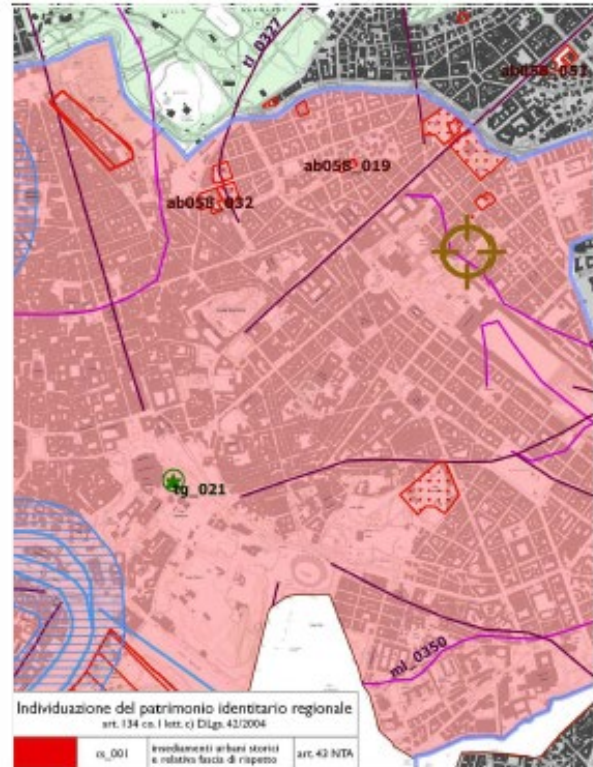 tl_0327
ab058_051
ab058_019
ab058_032
tg_021
ml_0350
Individuazione del patrimonio identitario regionale
art. 134 co. 1 lett. c) D.Lgs. 42/2004
cs_001
insediamenti urbani storici
e relativa fascia di rispetto
art. 43 NTA